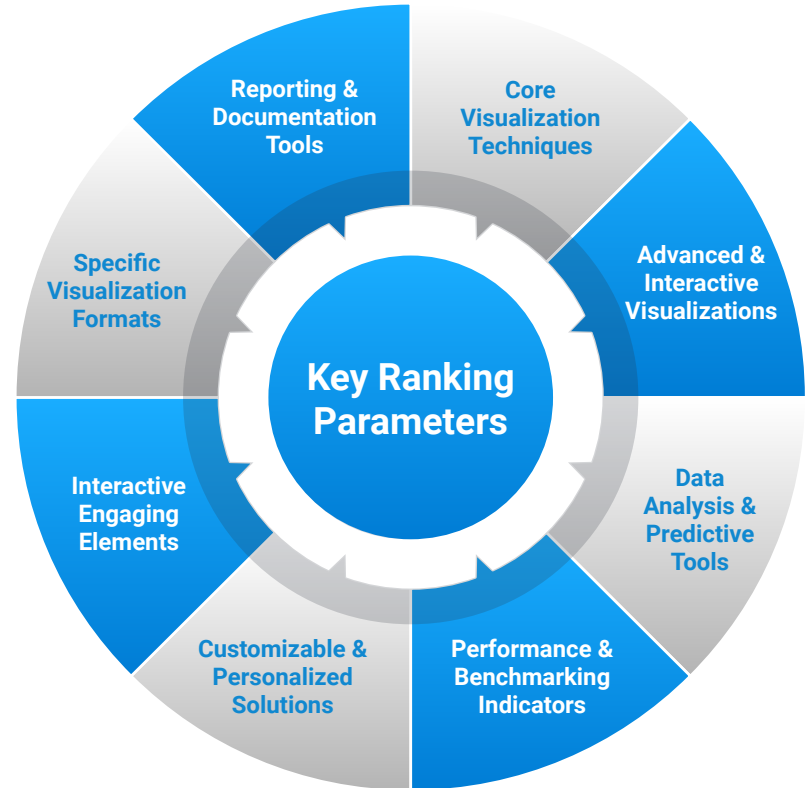 Key Ranking
Parameters
Core
Visualization
Techniques
Advanced &
Interactive
Visualizations
Data
Analysis &
Predictive
Tools
Performance &
Benchmarking
Indicators
Customizable &
Personalized
Solutions
Interactive
Engaging
Elements
Specific
Visualization
Formats
Reporting &
Documentation
Tools